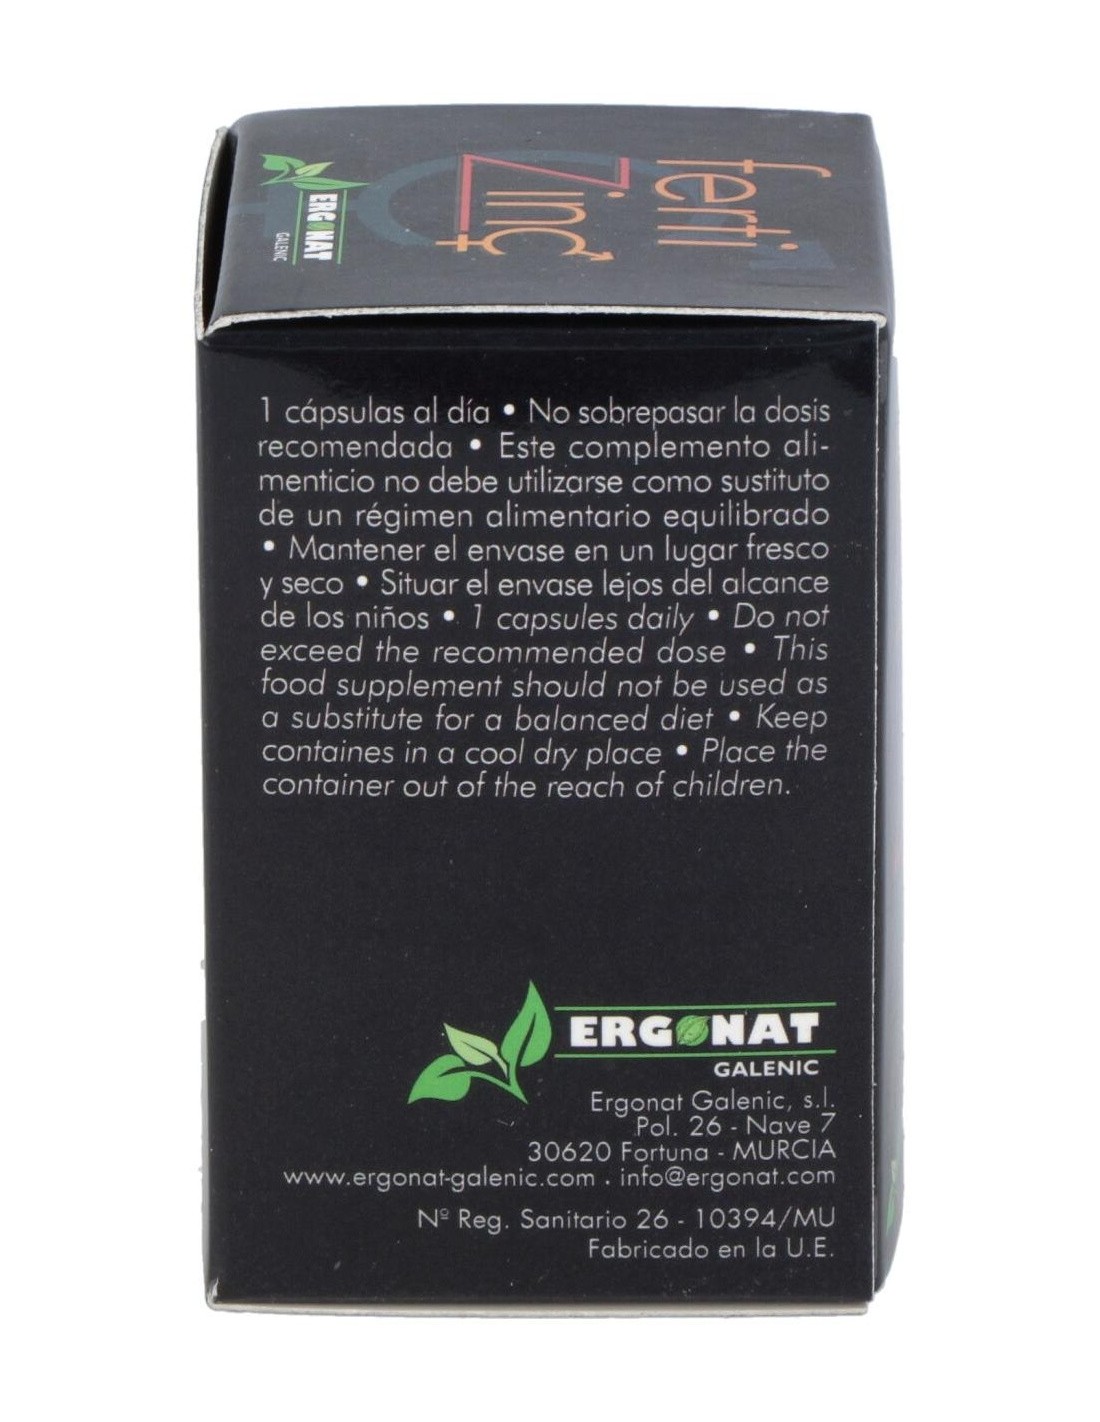 ferti
Zinc
ERGONAT
GALENIC
1 cápsulas al día • No sobrepasar la dosis
recomendada • Este complemento ali-
menticio no debe utilizarse como sustituto
de un régimen alimentario equilibrado
• Mantener el envase en un lugar fresco
y seco • Situar el envase lejos del alcance
de los niños • 1 capsules daily • Do not
exceed the recommended dose • This
food supplement should not be used as
a substitute for a balanced diet • Keep
containes in a cool dry place • Place the
container out of the reach of children.
ERGONAT
GALENIC
Ergonat Galenic, s.l.
Pol. 26 - Nave 7
30620 Fortuna - MURCIA
www.ergonat-galenic.com . info@ergonat.com
Nº Reg. Sanitario 26 - 10394/MU
Fabricado en la U.E.